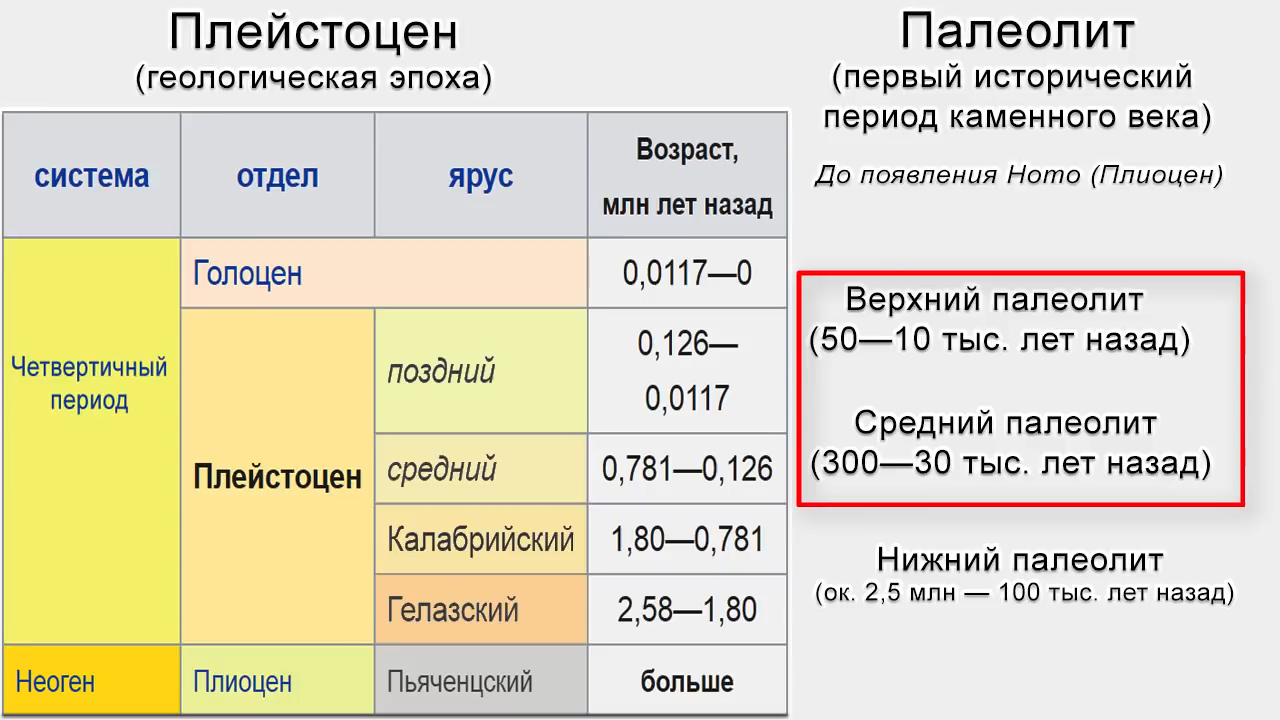 Плейстоцен
(геологическая эпоха)
система
отдел
ярус
Возраст,
млн лет назад
Голоцен
0,0117—0
Четвертичный
период
Плейстоцен
поздний
0,126—
0,0117
средний
0,781—0,126
Калабрийский
1,80—0,781
Гелазский
2,58—1,80
Неоген
Плиоцен
Пьяченцский
больше
Палеолит
(первый исторический
период каменного века)
До появления Homo (Плиоцен)
Верхний палеолит
(50—10 тыс. лет назад)
Средний палеолит
(300—30 тыс. лет назад)
Нижний палеолит
(ок. 2,5 млн — 100 тыс. лет назад)